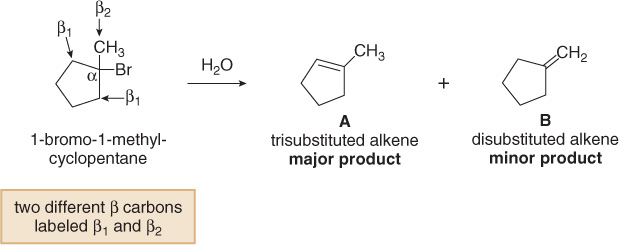 β₂
β₁
CH₃
α
Br
β₁
1-bromo-1-methyl-
cyclopentane
H₂O
CH₃
A
trisubstituted alkene
major product
+
CH₂
B
disubstituted alkene
minor product
two different β carbons
labeled β₁ and β₂